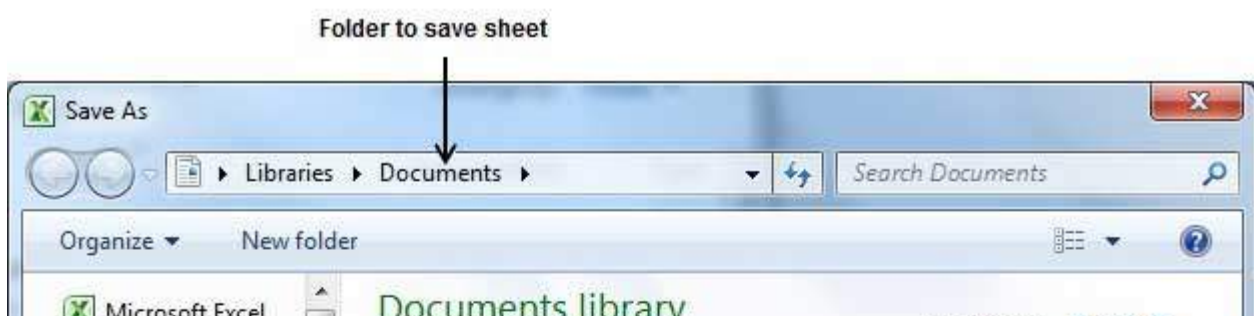 Folder to save sheet
Save As
Libraries Documents Search Documents
Organize New folder
Microsoft Excel Documents library